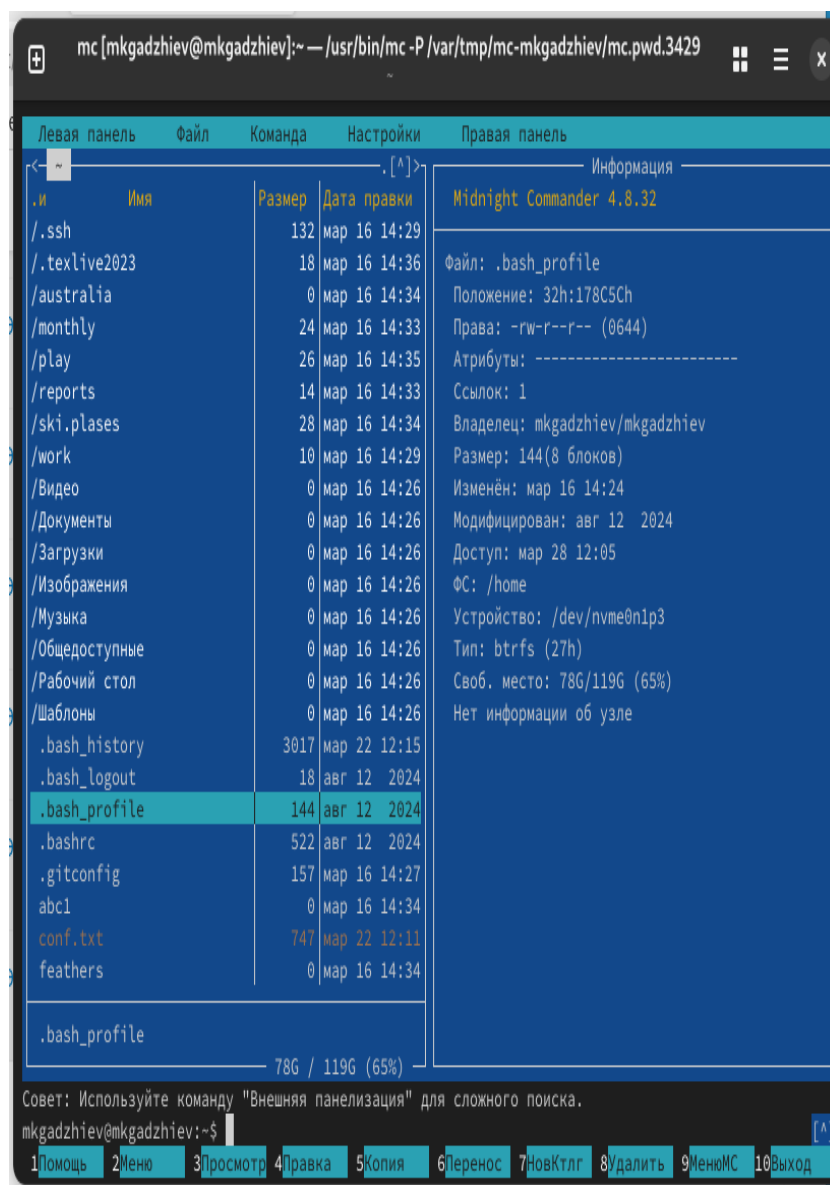 mc [mkgadzhiev@mkgadzhiev]:~ — /usr/bin/mc -P /var/tmp/mc-mkgadzhiev/mc.pwd.3429
~
Левая панель Файл Команда Настройки Правая панель
<- ~ .[^]>
.и Имя Размер Дата правки
/.ssh 132 мар 16 14:29
/.texlive2023 18 мар 16 14:36
/australia 0 мар 16 14:34
/monthly 24 мар 16 14:33
/play 26 мар 16 14:35
/reports 14 мар 16 14:33
/ski.plases 28 мар 16 14:34
/work 10 мар 16 14:29
/Видео 0 мар 16 14:26
/Документы 0 мар 16 14:26
/Загрузки 0 мар 16 14:26
/Изображения 0 мар 16 14:26
/Музыка 0 мар 16 14:26
/Общедоступные 0 мар 16 14:26
/Рабочий стол 0 мар 16 14:26
/Шаблоны 0 мар 16 14:26
.bash_history 3017 мар 22 12:15
.bash_logout 18 авг 12 2024
.bash_profile 144 авг 12 2024
.bashrc 522 авг 12 2024
.gitconfig 157 мар 16 14:27
abc1 0 мар 16 14:34
conf.txt 747 мар 22 12:11
feathers 0 мар 16 14:34
.bash_profile
78G / 119G (65%)
Информация
Midnight Commander 4.8.32
Файл: .bash_profile
Положение: 32h:178C5Ch
Права: -rw-r--r-- (0644)
Атрибуты: -------------------------
Ссылок: 1
Владелец: mkgadzhiev/mkgadzhiev
Размер: 144(8 блоков)
Изменён: мар 16 14:24
Модифицирован: авг 12 2024
Доступ: мар 28 12:05
ФС: /home
Устройство: /dev/nvme0n1p3
Тип: btrfs (27h)
Своб. место: 78G/119G (65%)
Нет информации об узле
Совет: Используйте команду "Внешняя панелизация" для сложного поиска.
mkgadzhiev@mkgadzhiev:~$ [^
1Помощь 2Меню 3Просмотр 4Правка 5Копия 6Перенос 7НовКтлг 8Удалить 9МенюМС 10Выход